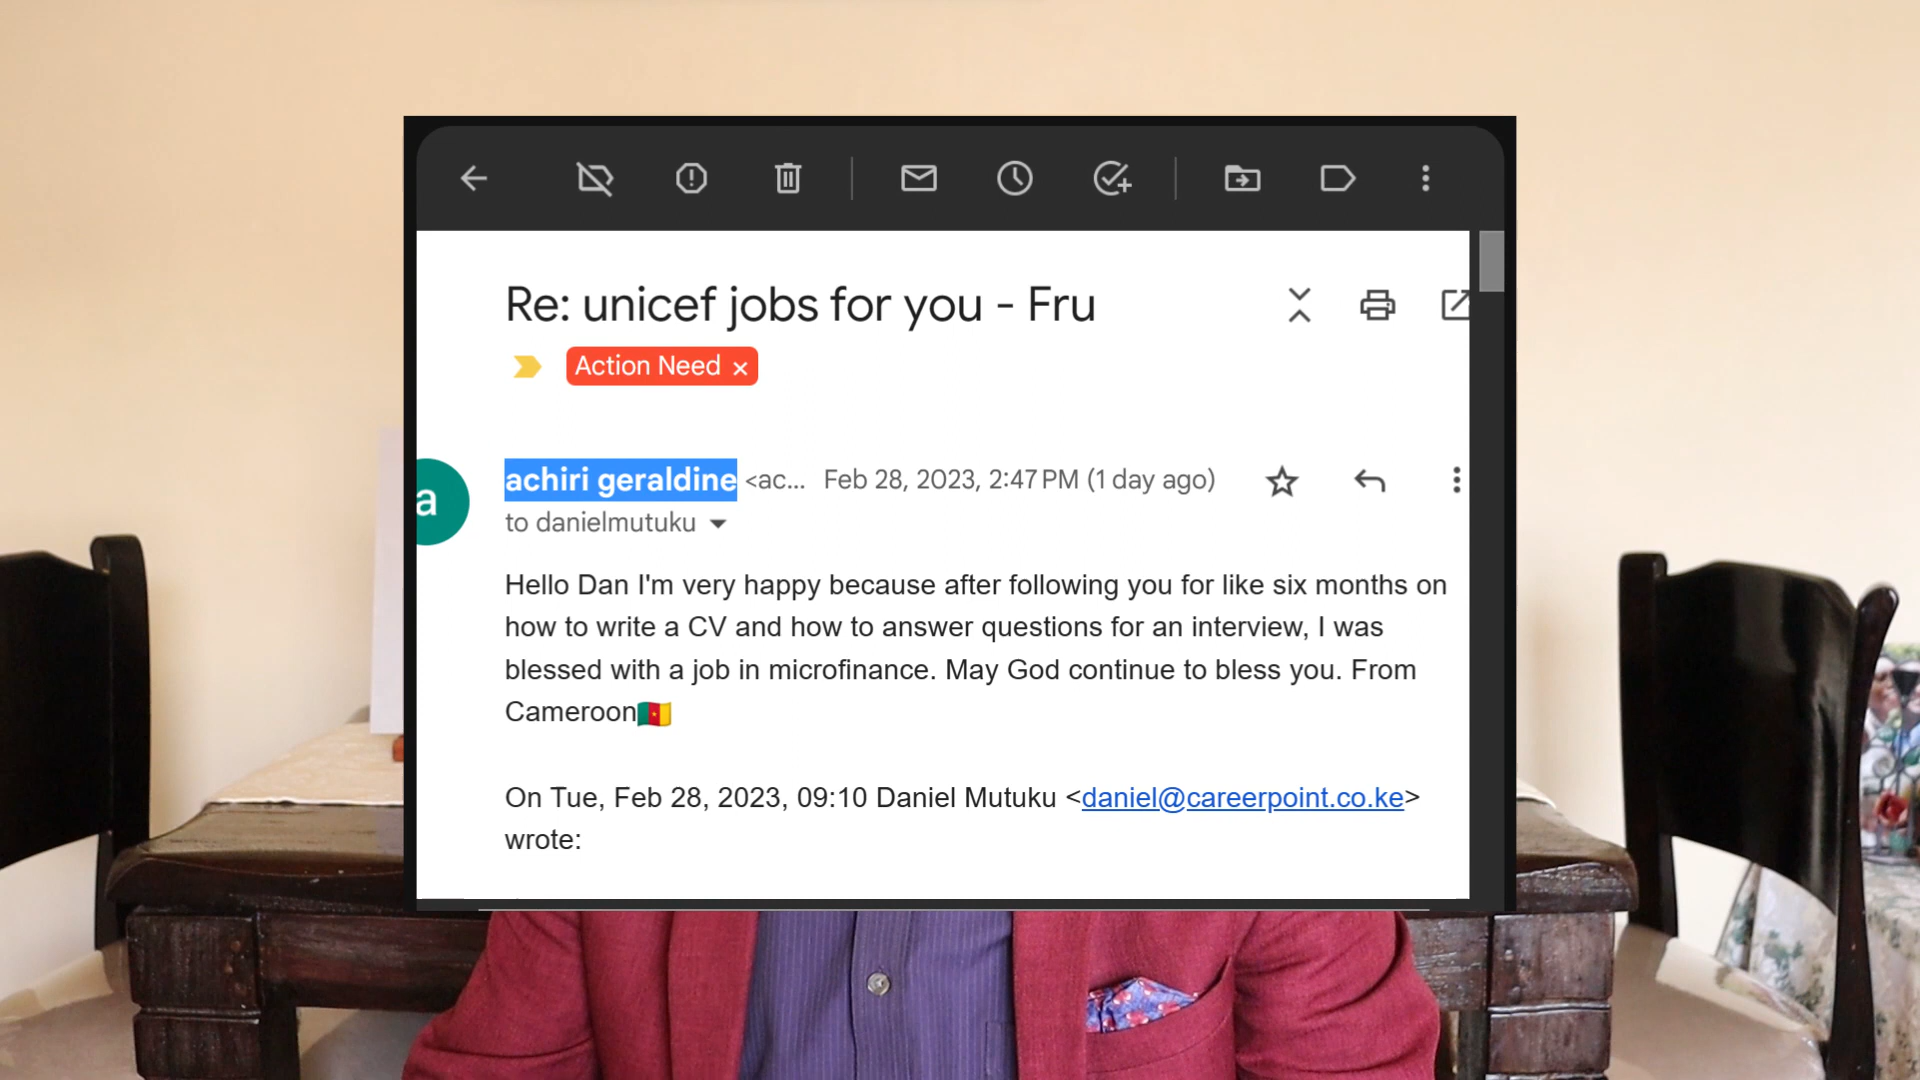 Re: unicef jobs for you - Fru
Action Need ×
a
achiri geraldine <ac... Feb 28, 2023, 2:47 PM (1 day ago)
to danielmutuku
Hello Dan I'm very happy because after following you for like six months on
how to write a CV and how to answer questions for an interview, I was
blessed with a job in microfinance. May God continue to bless you. From
Cameroon🇨🇲
On Tue, Feb 28, 2023, 09:10 Daniel Mutuku <daniel@careerpoint.co.ke>
wrote: